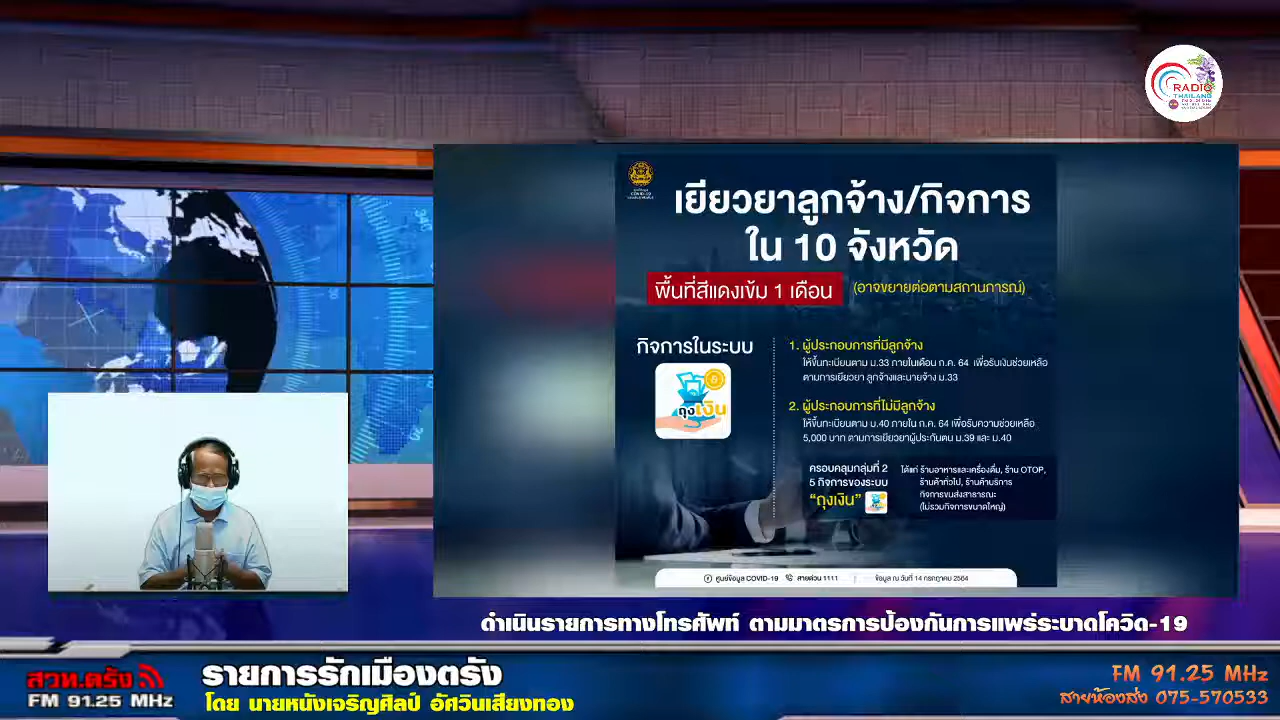 RADIO
THAILAND
เยียวยาลูกจ้าง/กิจการ
ใน 10 จังหวัด
พื้นที่สีแดงเข้ม 1 เดือน (อาจขยายต่อตามสถานการณ์)
กิจการในระบบ
ถุงเงิน
1. ผู้ประกอบการที่มีลูกจ้าง
ให้ขึ้นทะเบียนตาม ม.33 ภายในเดือน ก.ค. 64 เพื่อรับเงินช่วยเหลือ
ตามการเยียวยา ลูกจ้างและนายจ้าง ม.33
2. ผู้ประกอบการที่ไม่มีลูกจ้าง
ให้ขึ้นทะเบียนตาม ม.40 ภายใน ก.ค. 64 เพื่อรับความช่วยเหลือ
5,000 บาท ตามการเยียวยาผู้ประกันตน ม.39 และ ม.40
ครอบคลุมกลุ่มที่ 2
5 กิจการของระบบ
“ถุงเงิน”
ได้แก่ ร้านอาหารและเครื่องดื่ม, ร้าน OTOP,
ร้านค้าทั่วไป, ร้านค้าบริการ
กิจการขนส่งสาธารณะ
(ไม่รวมกิจการขนาดใหญ่)
ศูนย์ข้อมูล COVID-19 สายด่วน 1111 | ข้อมูล ณ วันที่ 14 กรกฎาคม 2564
ดำเนินรายการทางโทรศัพท์ ตามมาตรการป้องกันการแพร่ระบาดโควิด-19
สวท.ตรัง
FM 91.25 MHz
รายการรักเมืองตรัง
โดย นายหนังเจริญศิลป์ อัศวินเสียงทอง
FM 91.25 MHz
สายห้องส่ง 075-570533